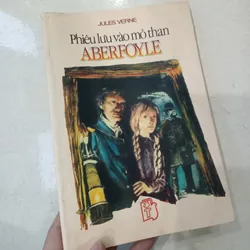 JULES VERNE
Phiêu lưu vào mỏ than
ABERFOYLE